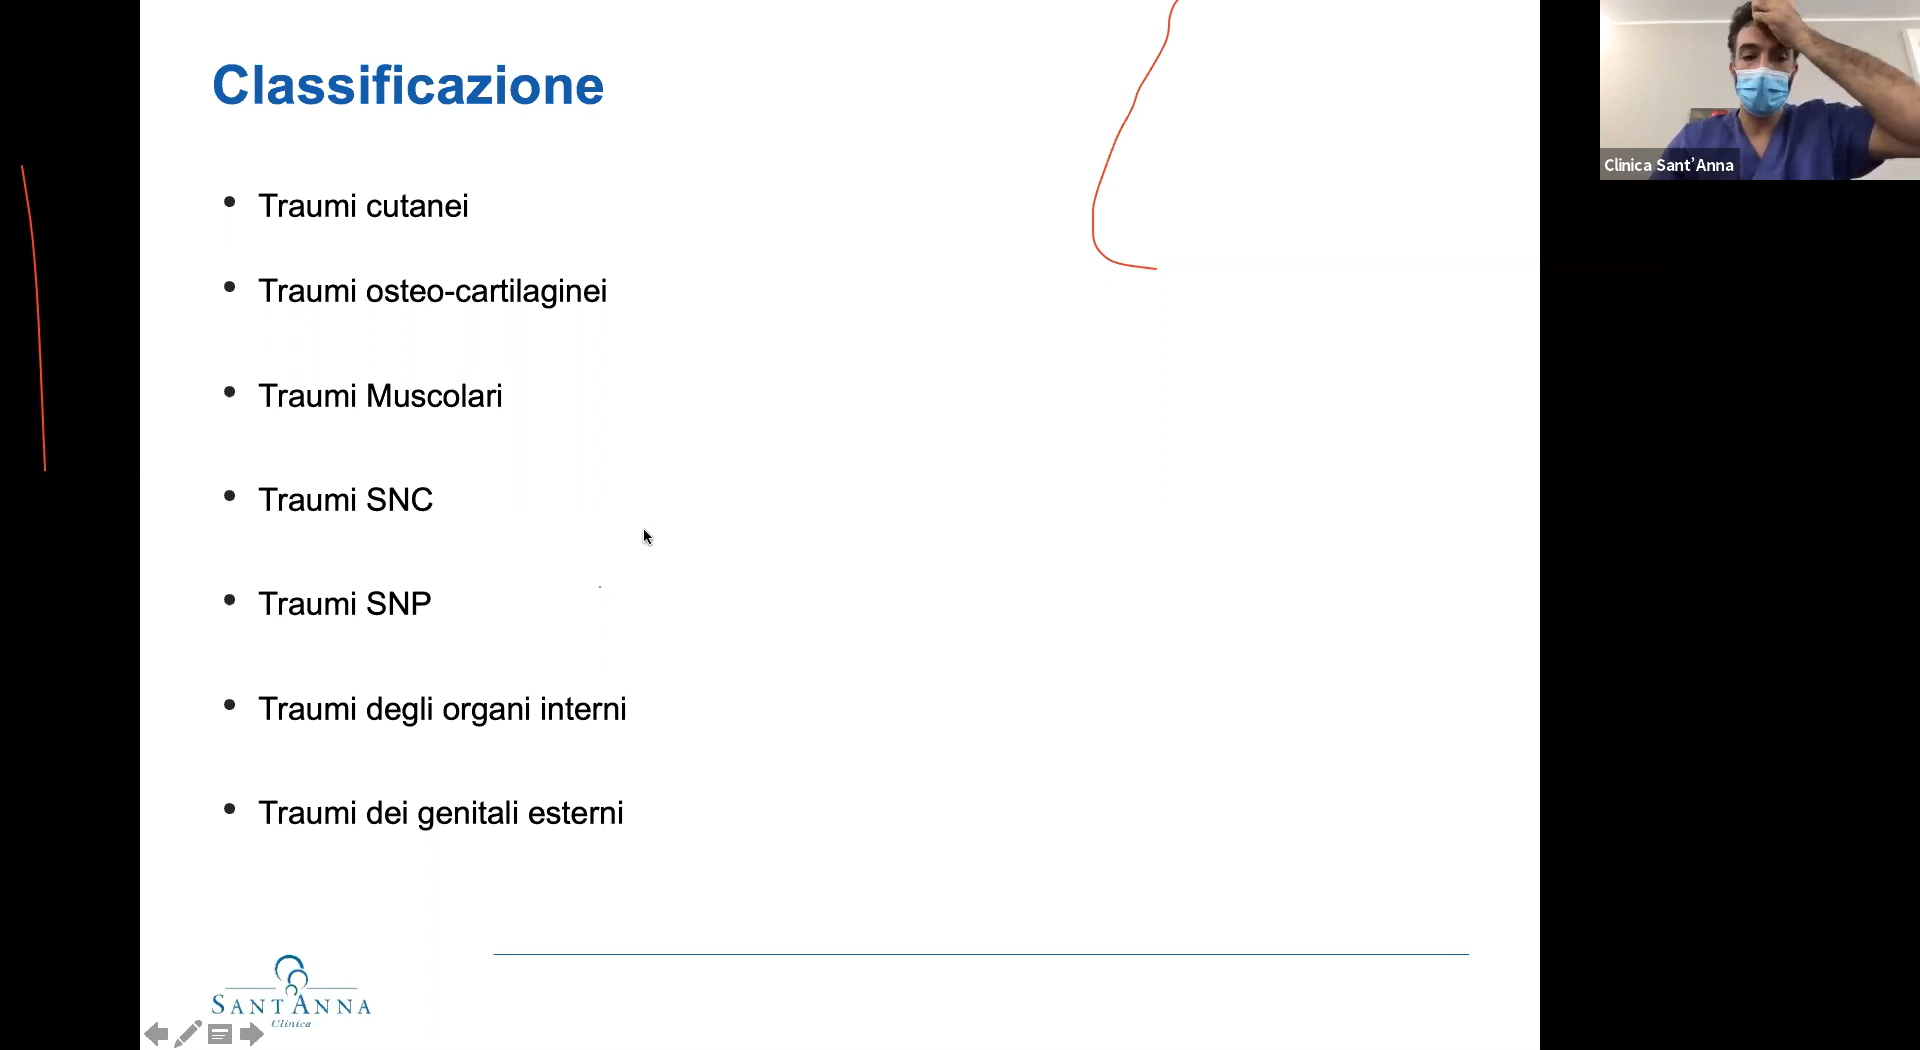 Classificazione
Clinica Sant’Anna
• Traumi cutanei
• Traumi osteo-cartilaginei
• Traumi Muscolari
• Traumi SNC
• Traumi SNP
• Traumi degli organi interni
• Traumi dei genitali esterni
SANT'ANNA
Clinica